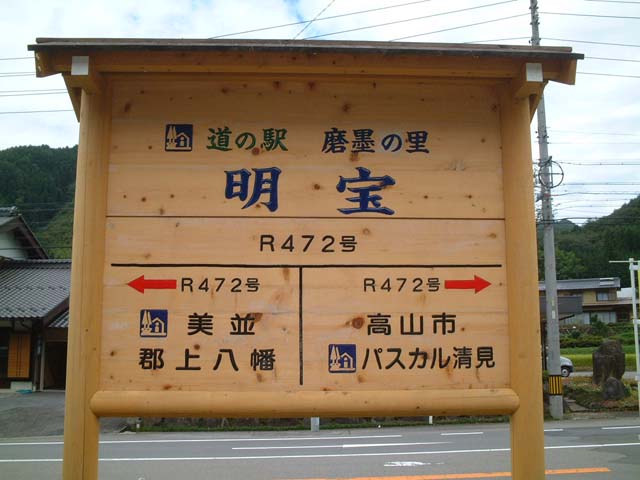 道の駅 磨墨の里
明宝
R472号
R472号
美並
郡上八幡
R472号
高山市
パスカル清見